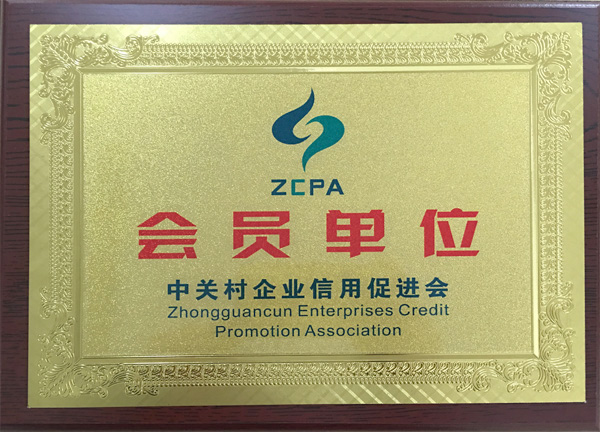 ZCPA
会员单位
中关村企业信用促进会
Zhongguancun Enterprises Credit
Promotion Association